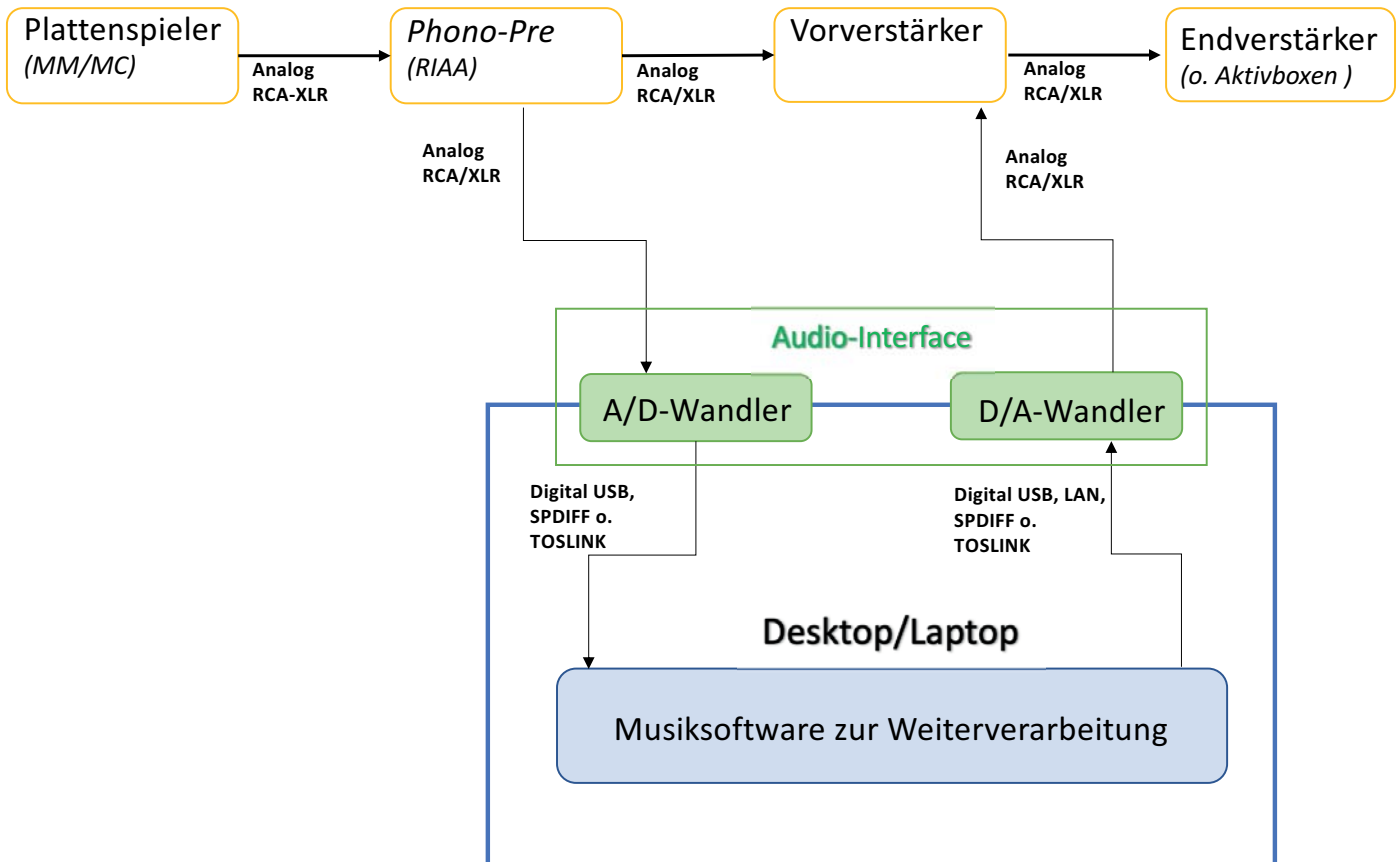 Plattenspieler
(MM/MC)
Analog
RCA-XLR
Phono-Pre
(RIAA)
Analog
RCA/XLR
Vorverstärker
Analog
RCA/XLR
Endverstärker
(o. Aktivboxen )
Analog
RCA/XLR
Analog
RCA/XLR
Audio-Interface
A/D-Wandler
D/A-Wandler
Digital USB,
SPDIFF o.
TOSLINK
Digital USB, LAN,
SPDIFF o.
TOSLINK
Desktop/Laptop
Musiksoftware zur Weiterverarbeitung